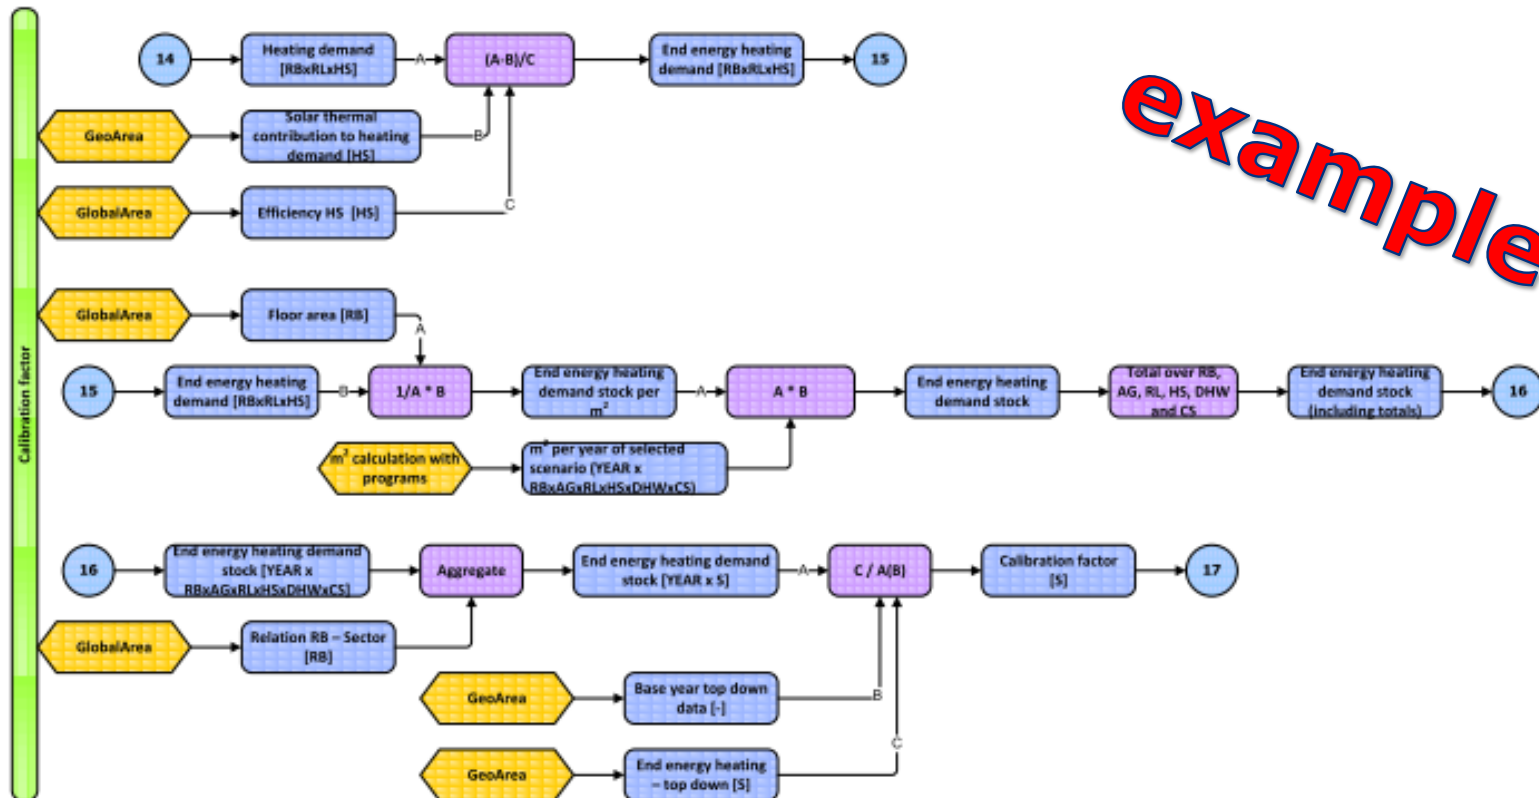 example
Calibration factor
14
Heating demand
[RBxRLxHS]
A
(A-B)/C
End energy heating
demand [RBxRLxHS]
15
GeoArea
Solar thermal
contribution to heating
demand [HS]
B
GlobalArea
Efficiency HS [HS]
C
GlobalArea
Floor area [RB]
A
15
End energy heating
demand [RBxRLxHS]
B
1/A * B
End energy heating
demand stock per
m²
A
A * B
End energy heating
demand stock
Total over RB,
AG, RL, HS, DHW
and CS
End energy heating
demand stock
(including totals)
16
m² calculation with
programs
m² per year of selected
scenario (YEAR x
RBxAGxRLxHSxDHWxCS)
16
End energy heating demand
stock [YEAR x
RBxAGxRLxHSxDHWxCS]
Aggregate
End energy heating demand
stock [YEAR x S]
A
C / A(B)
Calibration factor
[S]
17
GlobalArea
Relation RB – Sector
[RB]
GeoArea
Base year top down
data [-]
B
GeoArea
End energy heating
– top down [S]
C